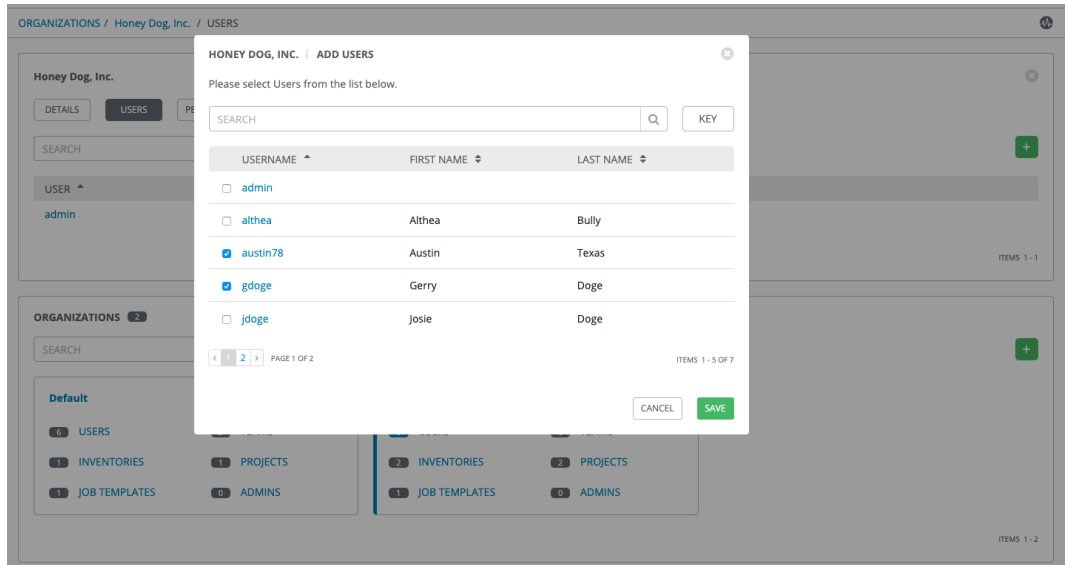 ORGANIZATIONS / Honey Dog, Inc. / USERS
HONEY DOG, INC. | ADD USERS
Please select Users from the list below.
SEARCH KEY
USERNAME FIRST NAME LAST NAME
admin
althea Althea Bully
austin78 Austin Texas
gdoge Gerry Doge
jdoge Josie Doge
< 1 2 > PAGE 1 OF 2 ITEMS 1 - 5 OF 7
CANCEL SAVE
Honey Dog, Inc.
DETAILS USERS
SEARCH +
USER
admin
ITEMS 1 - 1
ORGANIZATIONS 2
SEARCH +
Default
6 USERS
1 INVENTORIES 1 PROJECTS 2 INVENTORIES 2 PROJECTS
1 JOB TEMPLATES 0 ADMINS 1 JOB TEMPLATES 0 ADMINS
ITEMS 1 - 2